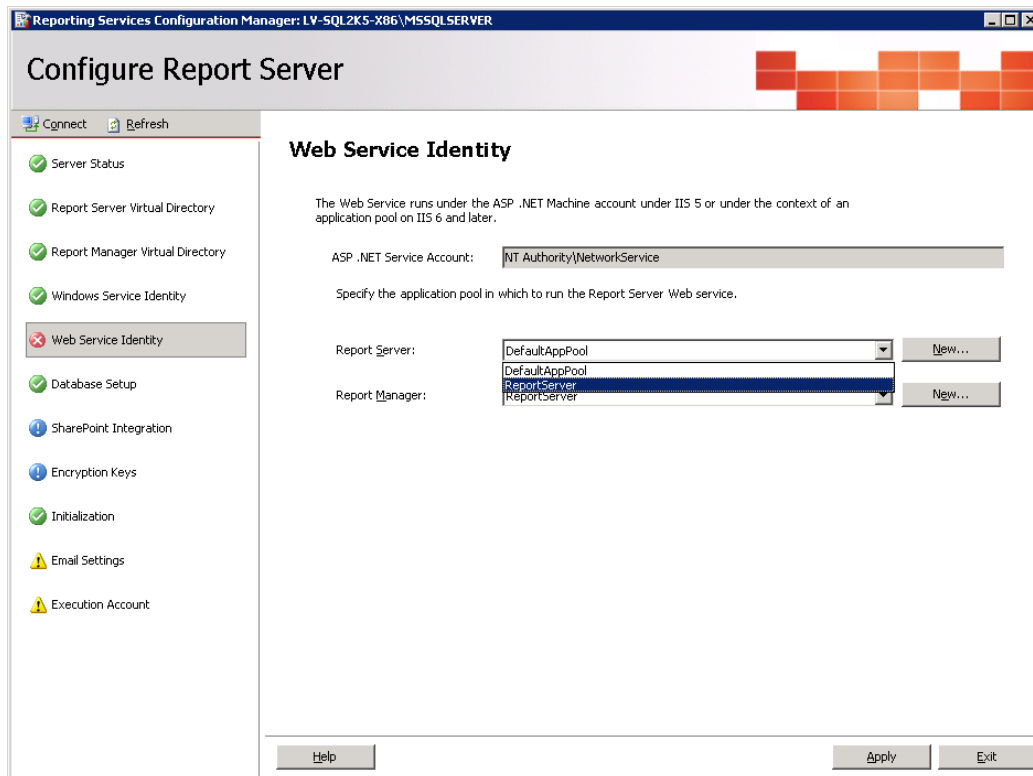 Reporting Services Configuration Manager: LV-SQL2K5-X86\MSSQLSERVER
Configure Report Server
Connect Refresh
Server Status
Report Server Virtual Directory
Report Manager Virtual Directory
Windows Service Identity
Web Service Identity
Database Setup
SharePoint Integration
Encryption Keys
Initialization
Email Settings
Execution Account
Web Service Identity
The Web Service runs under the ASP .NET Machine account under IIS 5 or under the context of an
application pool on IIS 6 and later.
ASP .NET Service Account: NT Authority\NetworkService
Specify the application pool in which to run the Report Server Web service.
Report Server: DefaultAppPool New...
DefaultAppPool
ReportServer
Report Manager: ReportServer New...
Help Apply Exit